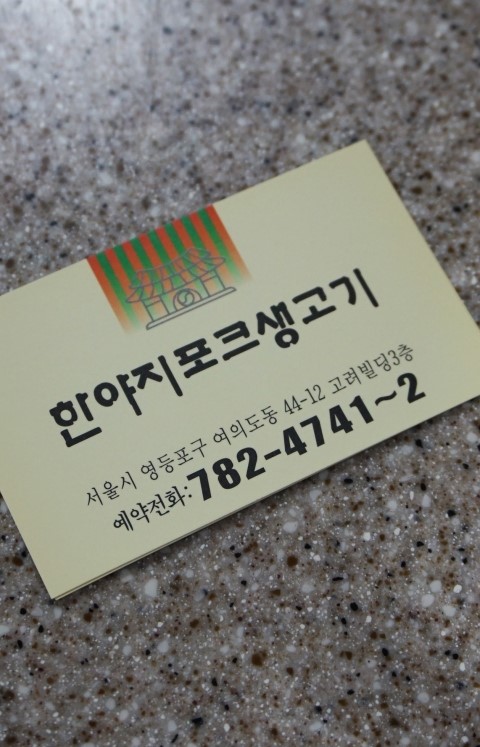 한야지포크생고기
서울시 영등포구 여의도동 44-12 고려빌딩3층
예약전화:782-4741~2